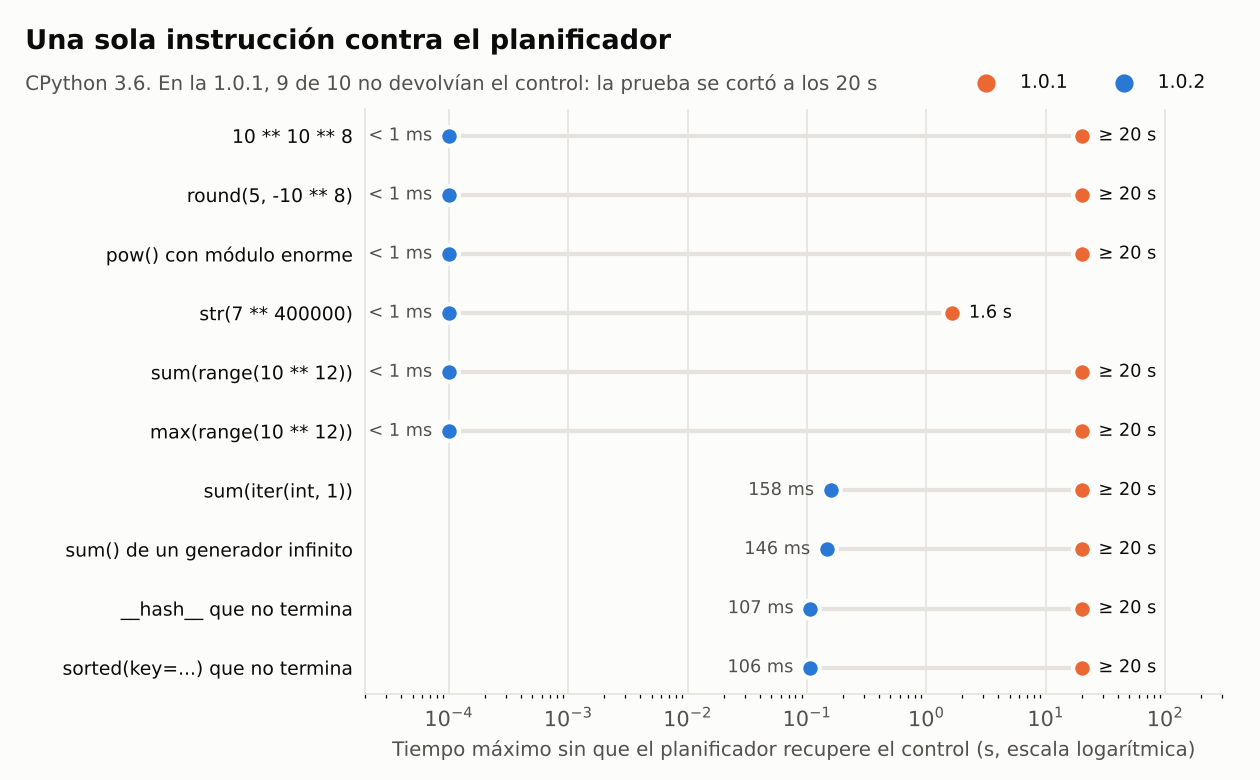 Una sola instrucción contra el planificador
CPython 3.6. En la 1.0.1, 9 de 10 no devolvían el control: la prueba se cortó a los 20 s
1.0.1 1.0.2
10 ** 10 ** 8 < 1 ms ≥ 20 s
round(5, -10 ** 8) < 1 ms ≥ 20 s
pow() con módulo enorme < 1 ms ≥ 20 s
str(7 ** 400000) < 1 ms 1.6 s
sum(range(10 ** 12)) < 1 ms ≥ 20 s
max(range(10 ** 12)) < 1 ms ≥ 20 s
sum(iter(int, 1)) 158 ms ≥ 20 s
sum() de un generador infinito 146 ms ≥ 20 s
__hash__ que no termina 107 ms ≥ 20 s
sorted(key=...) que no termina 106 ms ≥ 20 s
10⁻⁴ 10⁻³ 10⁻² 10⁻¹ 10⁰ 10¹ 10²
Tiempo máximo sin que el planificador recupere el control (s, escala logarítmica)